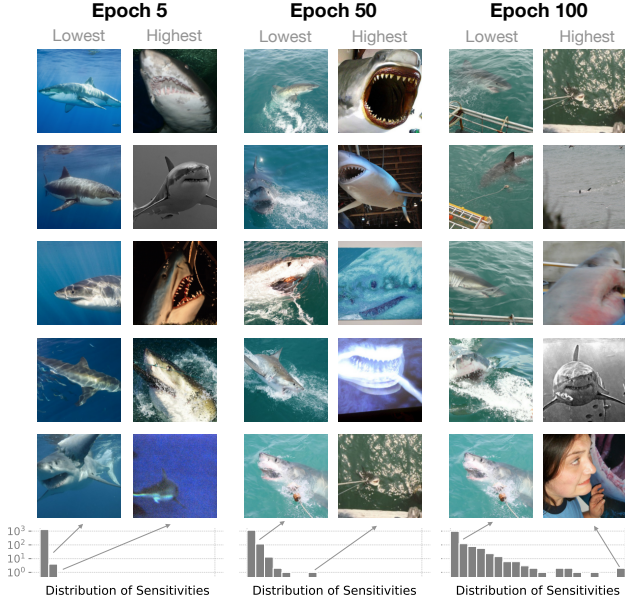 Epoch 5 Epoch 50 Epoch 100
Lowest Highest Lowest Highest Lowest Highest
10³
10²
10¹
10⁰
Distribution of Sensitivities Distribution of Sensitivities Distribution of Sensitivities